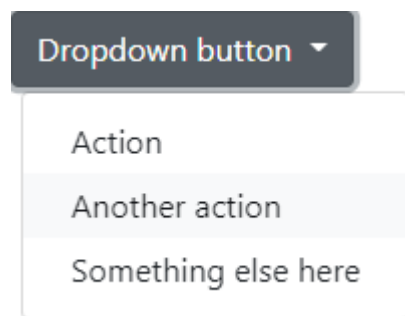 Dropdown button
Action
Another action
Something else here